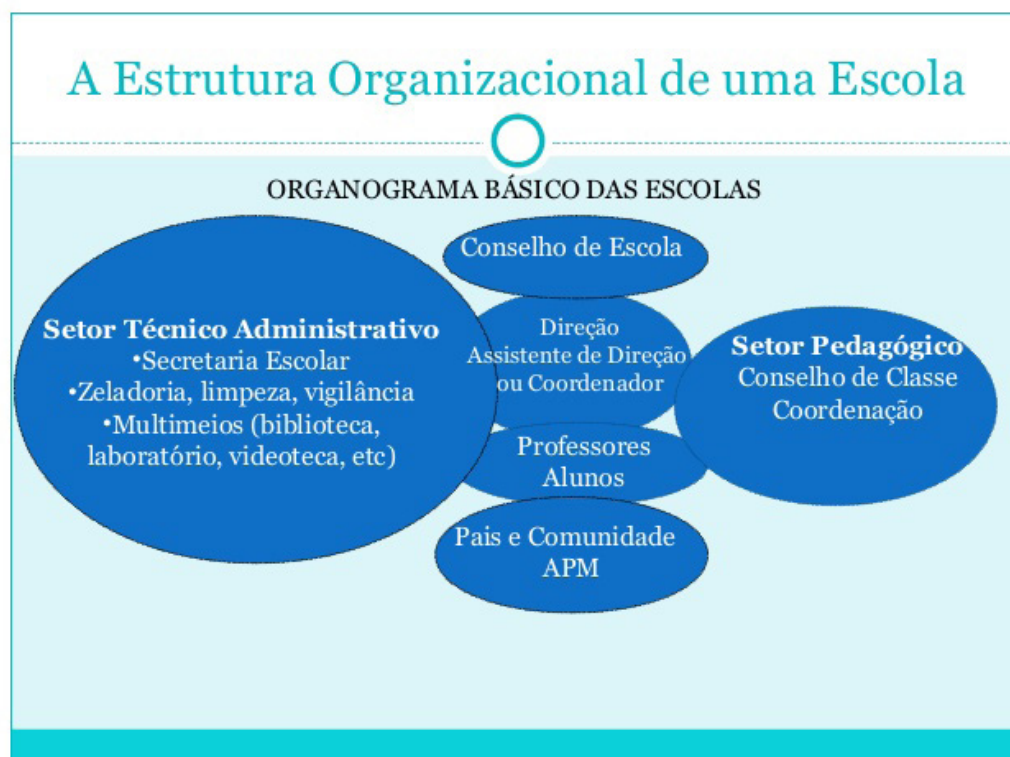 A Estrutura Organizacional de uma Escola
ORGANOGRAMA BÁSICO DAS ESCOLAS
Setor Técnico Administrativo
•Secretaria Escolar
•Zeladoria, limpeza, vigilância
•Multimeios (biblioteca,
laboratório, videoteca, etc)
Conselho de Escola
Direção
Assistente de Direção
ou Coordenador
Professores
Alunos
Pais e Comunidade
APM
Setor Pedagógico
Conselho de Classe
Coordenação